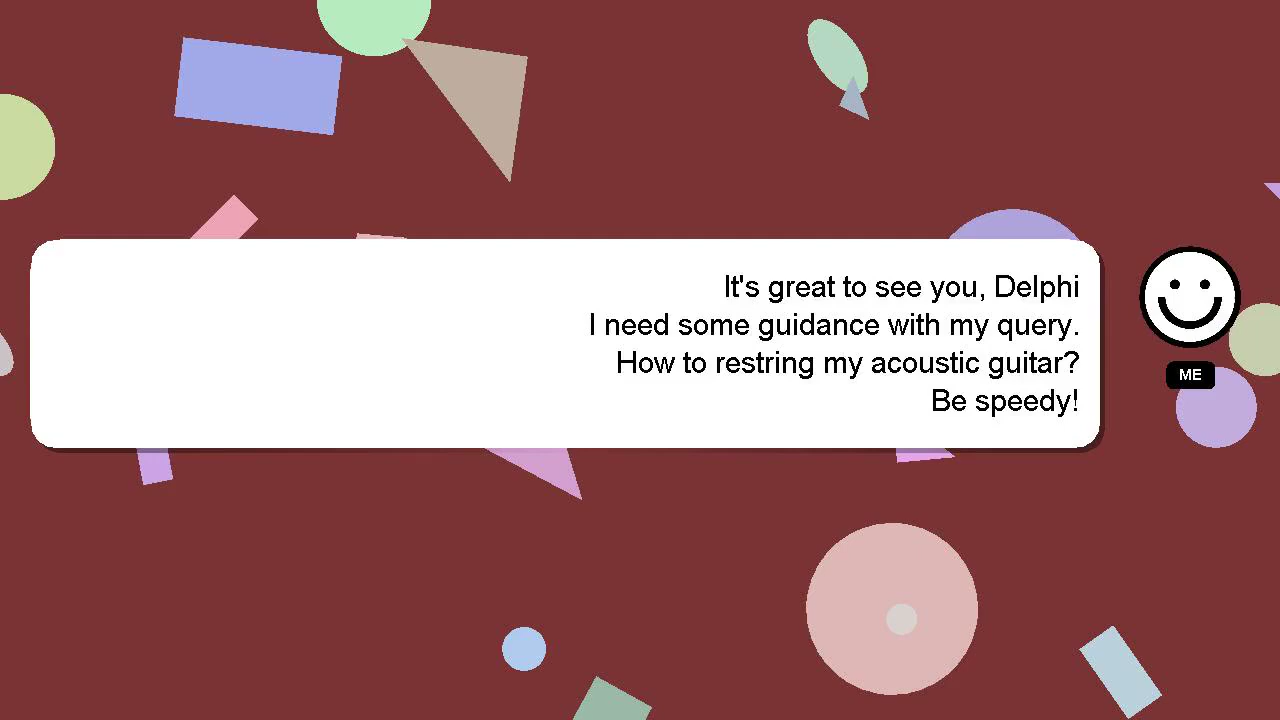 It's great to see you, Delphi
I need some guidance with my query.
How to restring my acoustic guitar?
Be speedy!
ME